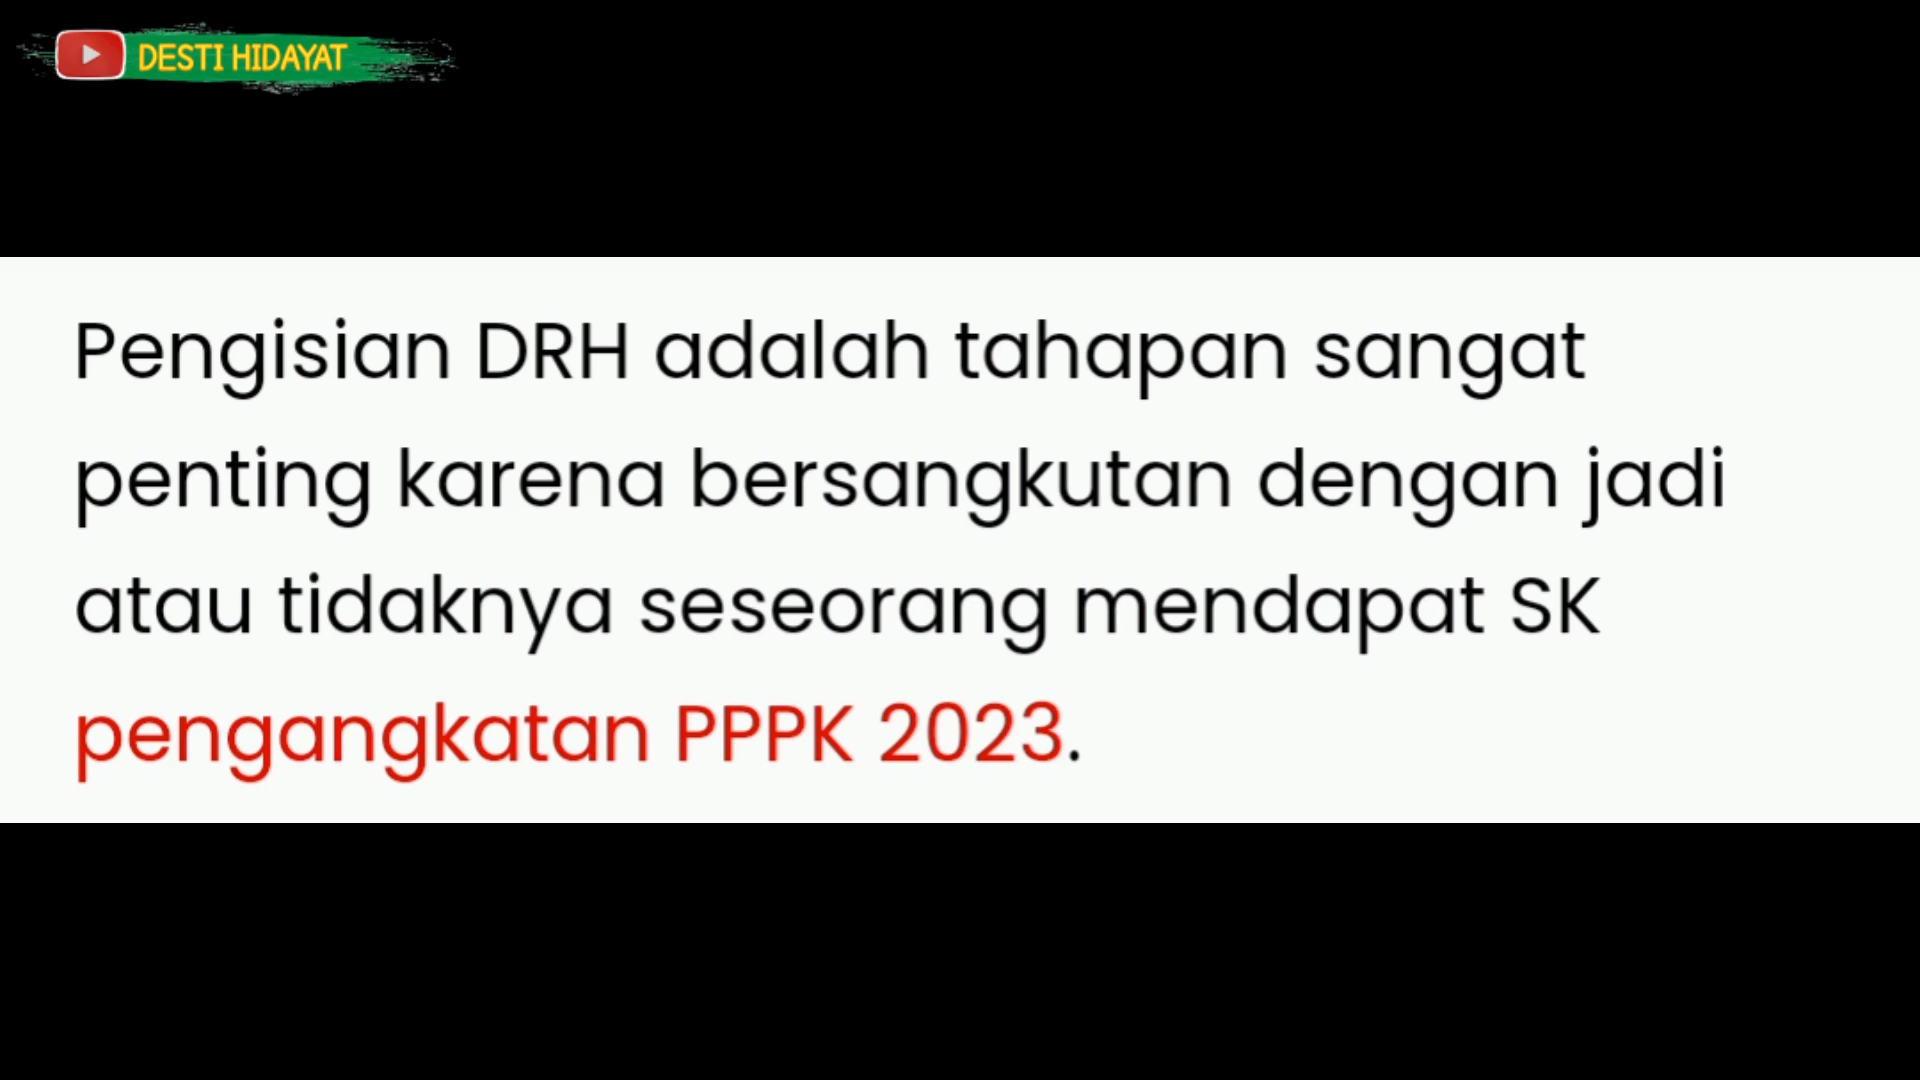 DESTI HIDAYAT
Pengisian DRH adalah tahapan sangat
penting karena bersangkutan dengan jadi
atau tidaknya seseorang mendapat SK
pengangkatan PPPK 2023.